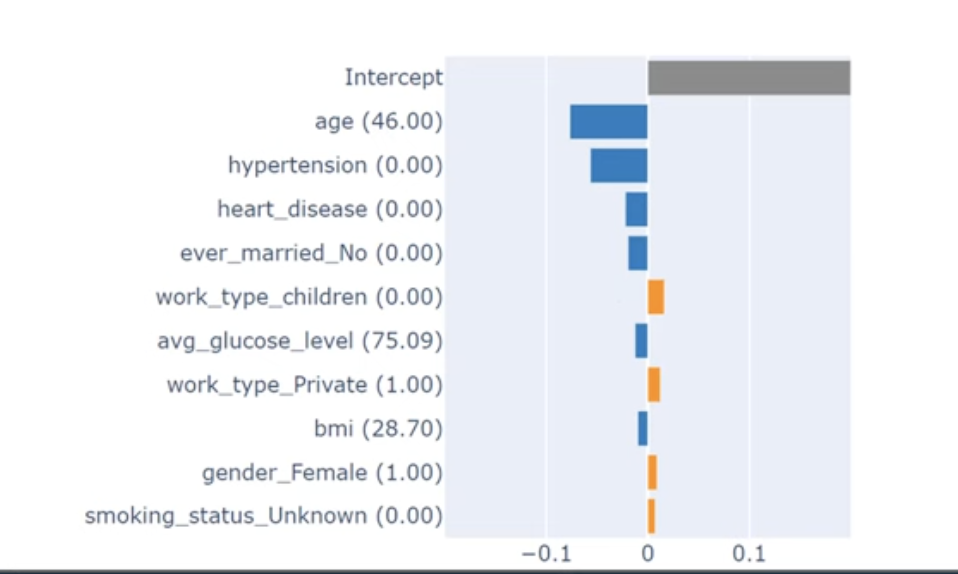 Intercept
age (46.00)
hypertension (0.00)
heart_disease (0.00)
ever_married_No (0.00)
work_type_children (0.00)
avg_glucose_level (75.09)
work_type_Private (1.00)
bmi (28.70)
gender_Female (1.00)
smoking_status_Unknown (0.00)
−0.1 0 0.1